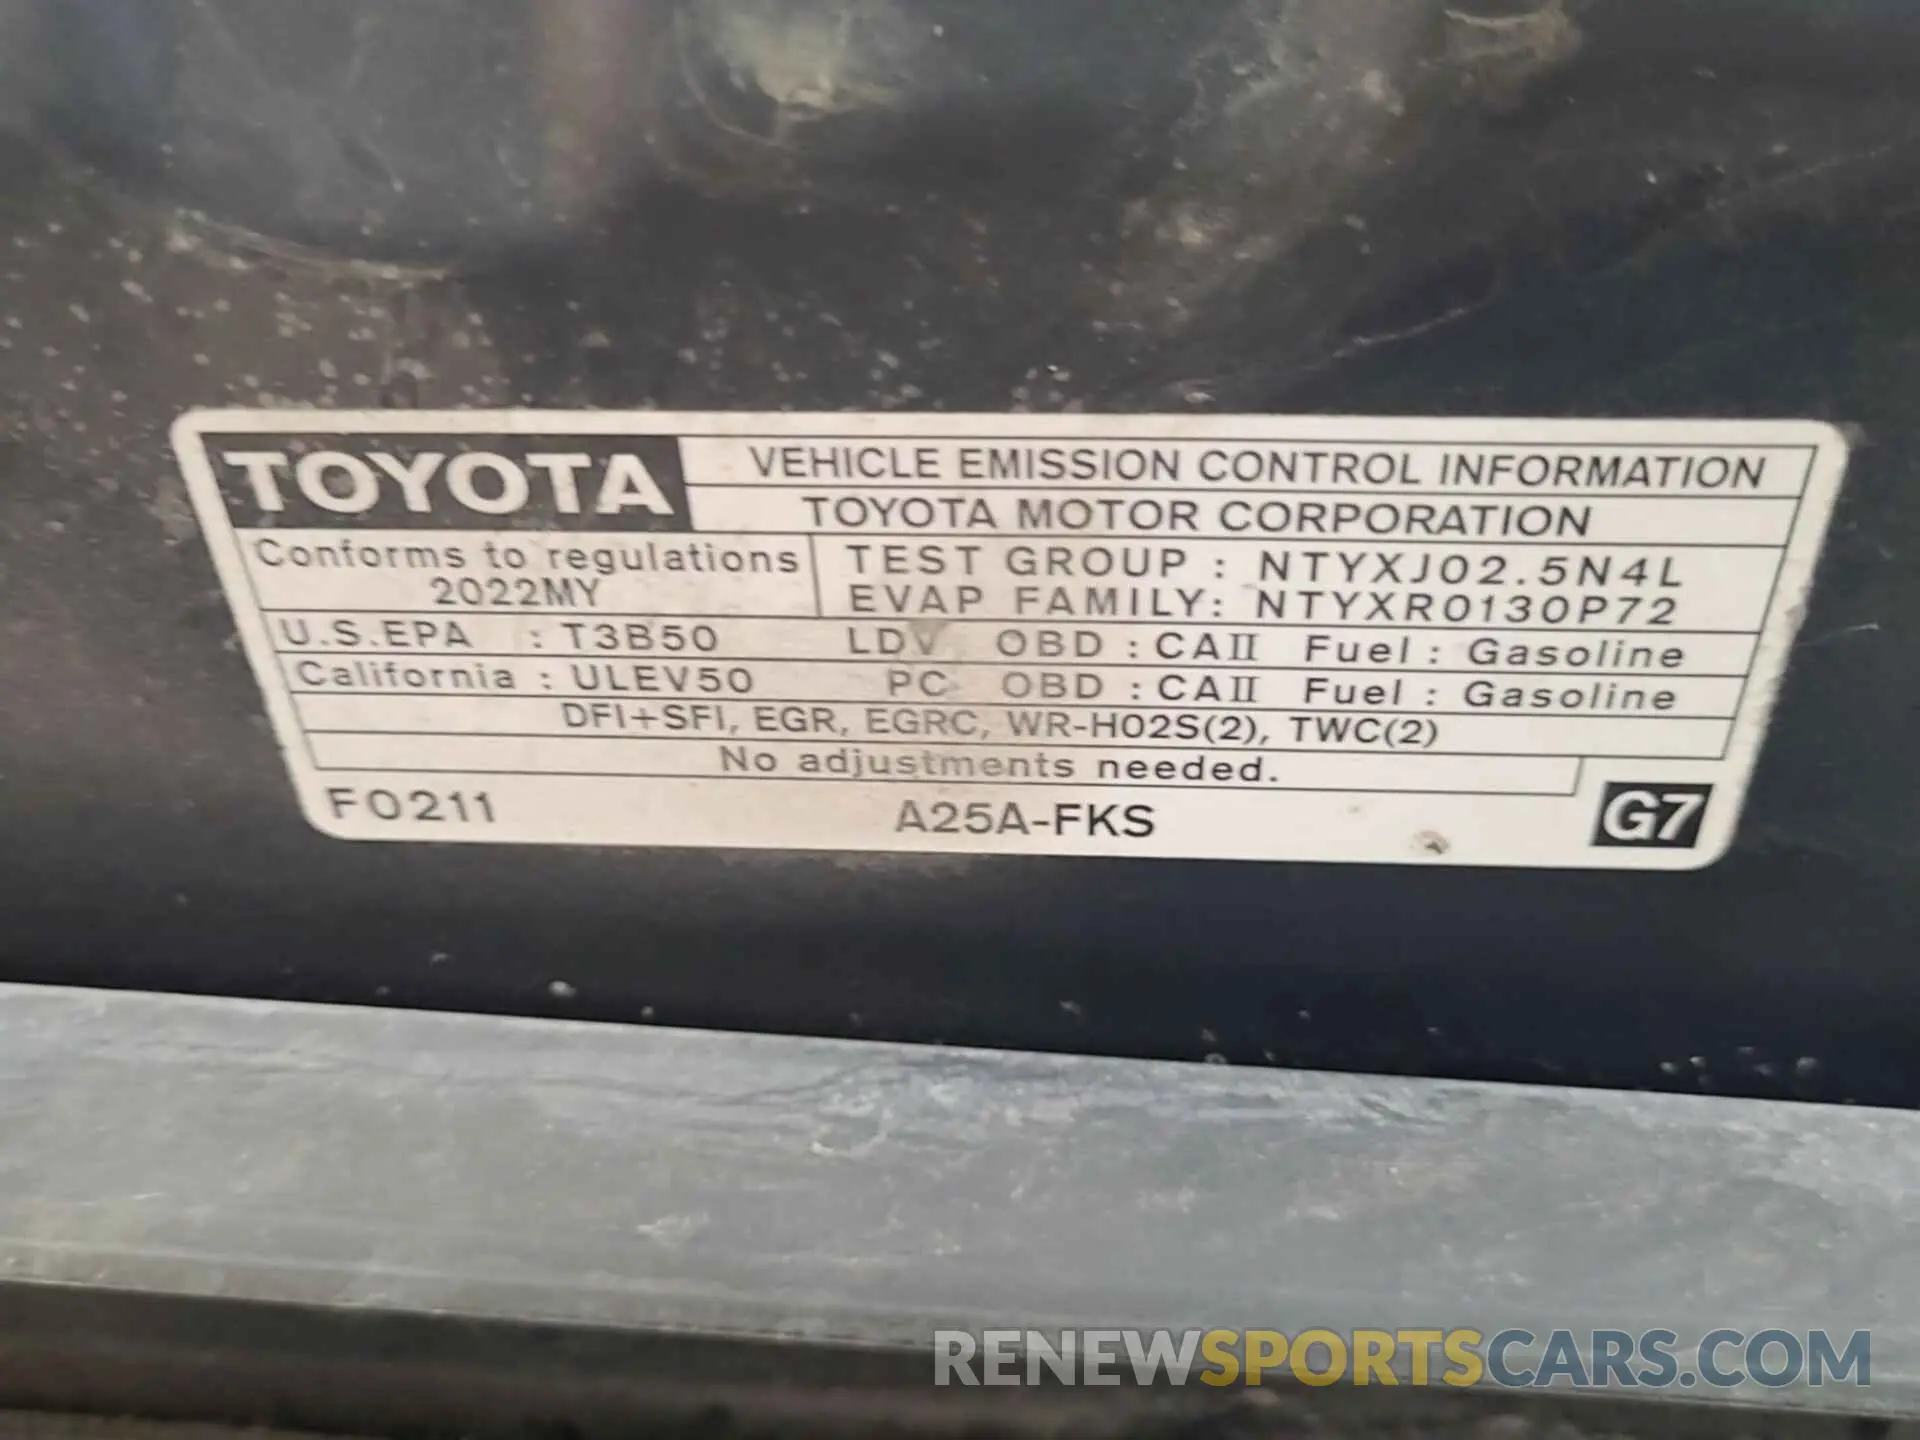 TOYOTA VEHICLE EMISSION CONTROL INFORMATION
TOYOTA MOTOR CORPORATION
Conforms to regulations
2022MY
TEST GROUP : NTYXJ02.5N4L
EVAP FAMILY: NTYXR0130P72
U.S.EPA : T3B50 LDV OBD : CAII Fuel : Gasoline
California : ULEV50 PC OBD : CAII Fuel : Gasoline
DFI+SFI, EGR, EGRC, WR-HO2S(2), TWC(2)
No adjustments needed.
F0211 A25A-FKS G7
RENEWSPORTSCARS.COM